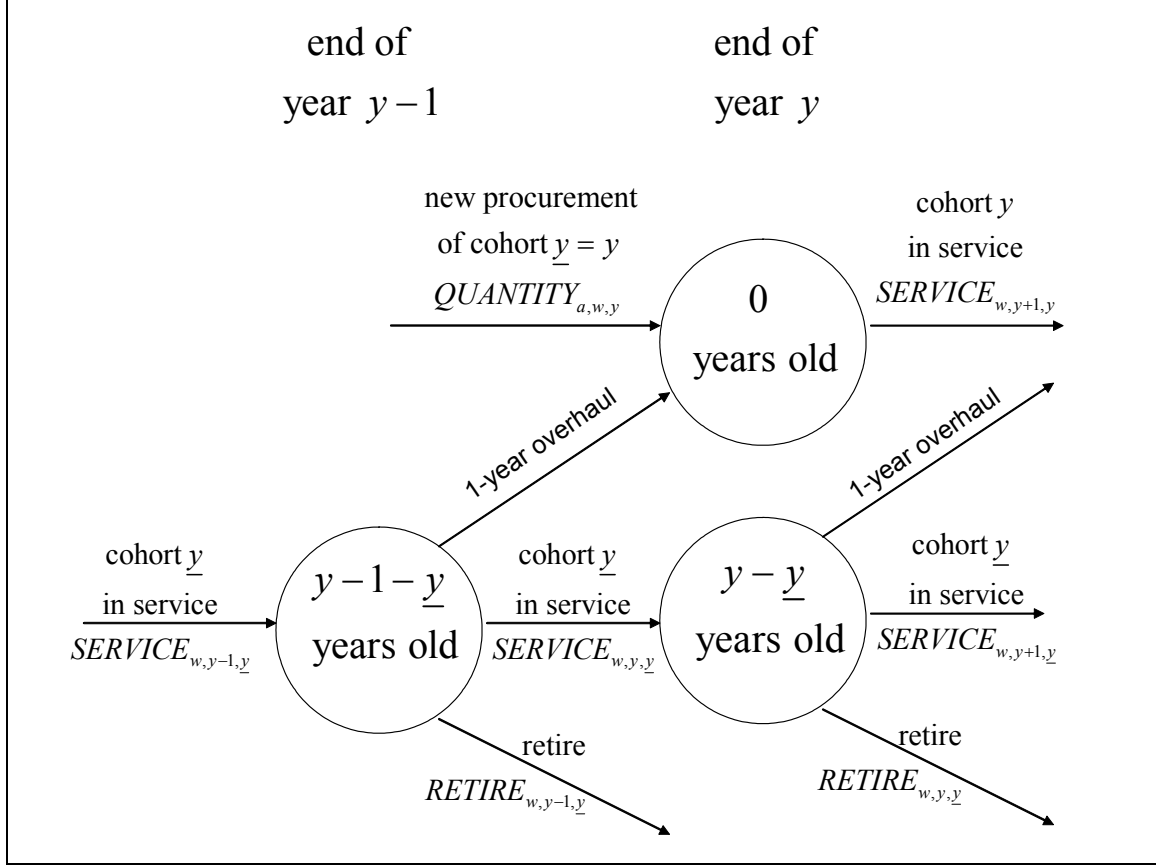 end of
year y – 1
end of
year y
new procurement
of cohort y̲ = y
QUANTITY_{a,w,y}
0
years old
cohort y
in service
SERVICE_{w,y+1,y}
1-year overhaul
1-year overhaul
cohort y̲
in service
SERVICE_{w,y−1,y̲}
y – 1 – y̲
years old
cohort y̲
in service
SERVICE_{w,y,y̲}
y – y̲
years old
cohort y̲
in service
SERVICE_{w,y+1,y̲}
retire
RETIRE_{w,y−1,y̲}
retire
RETIRE_{w,y,y̲}